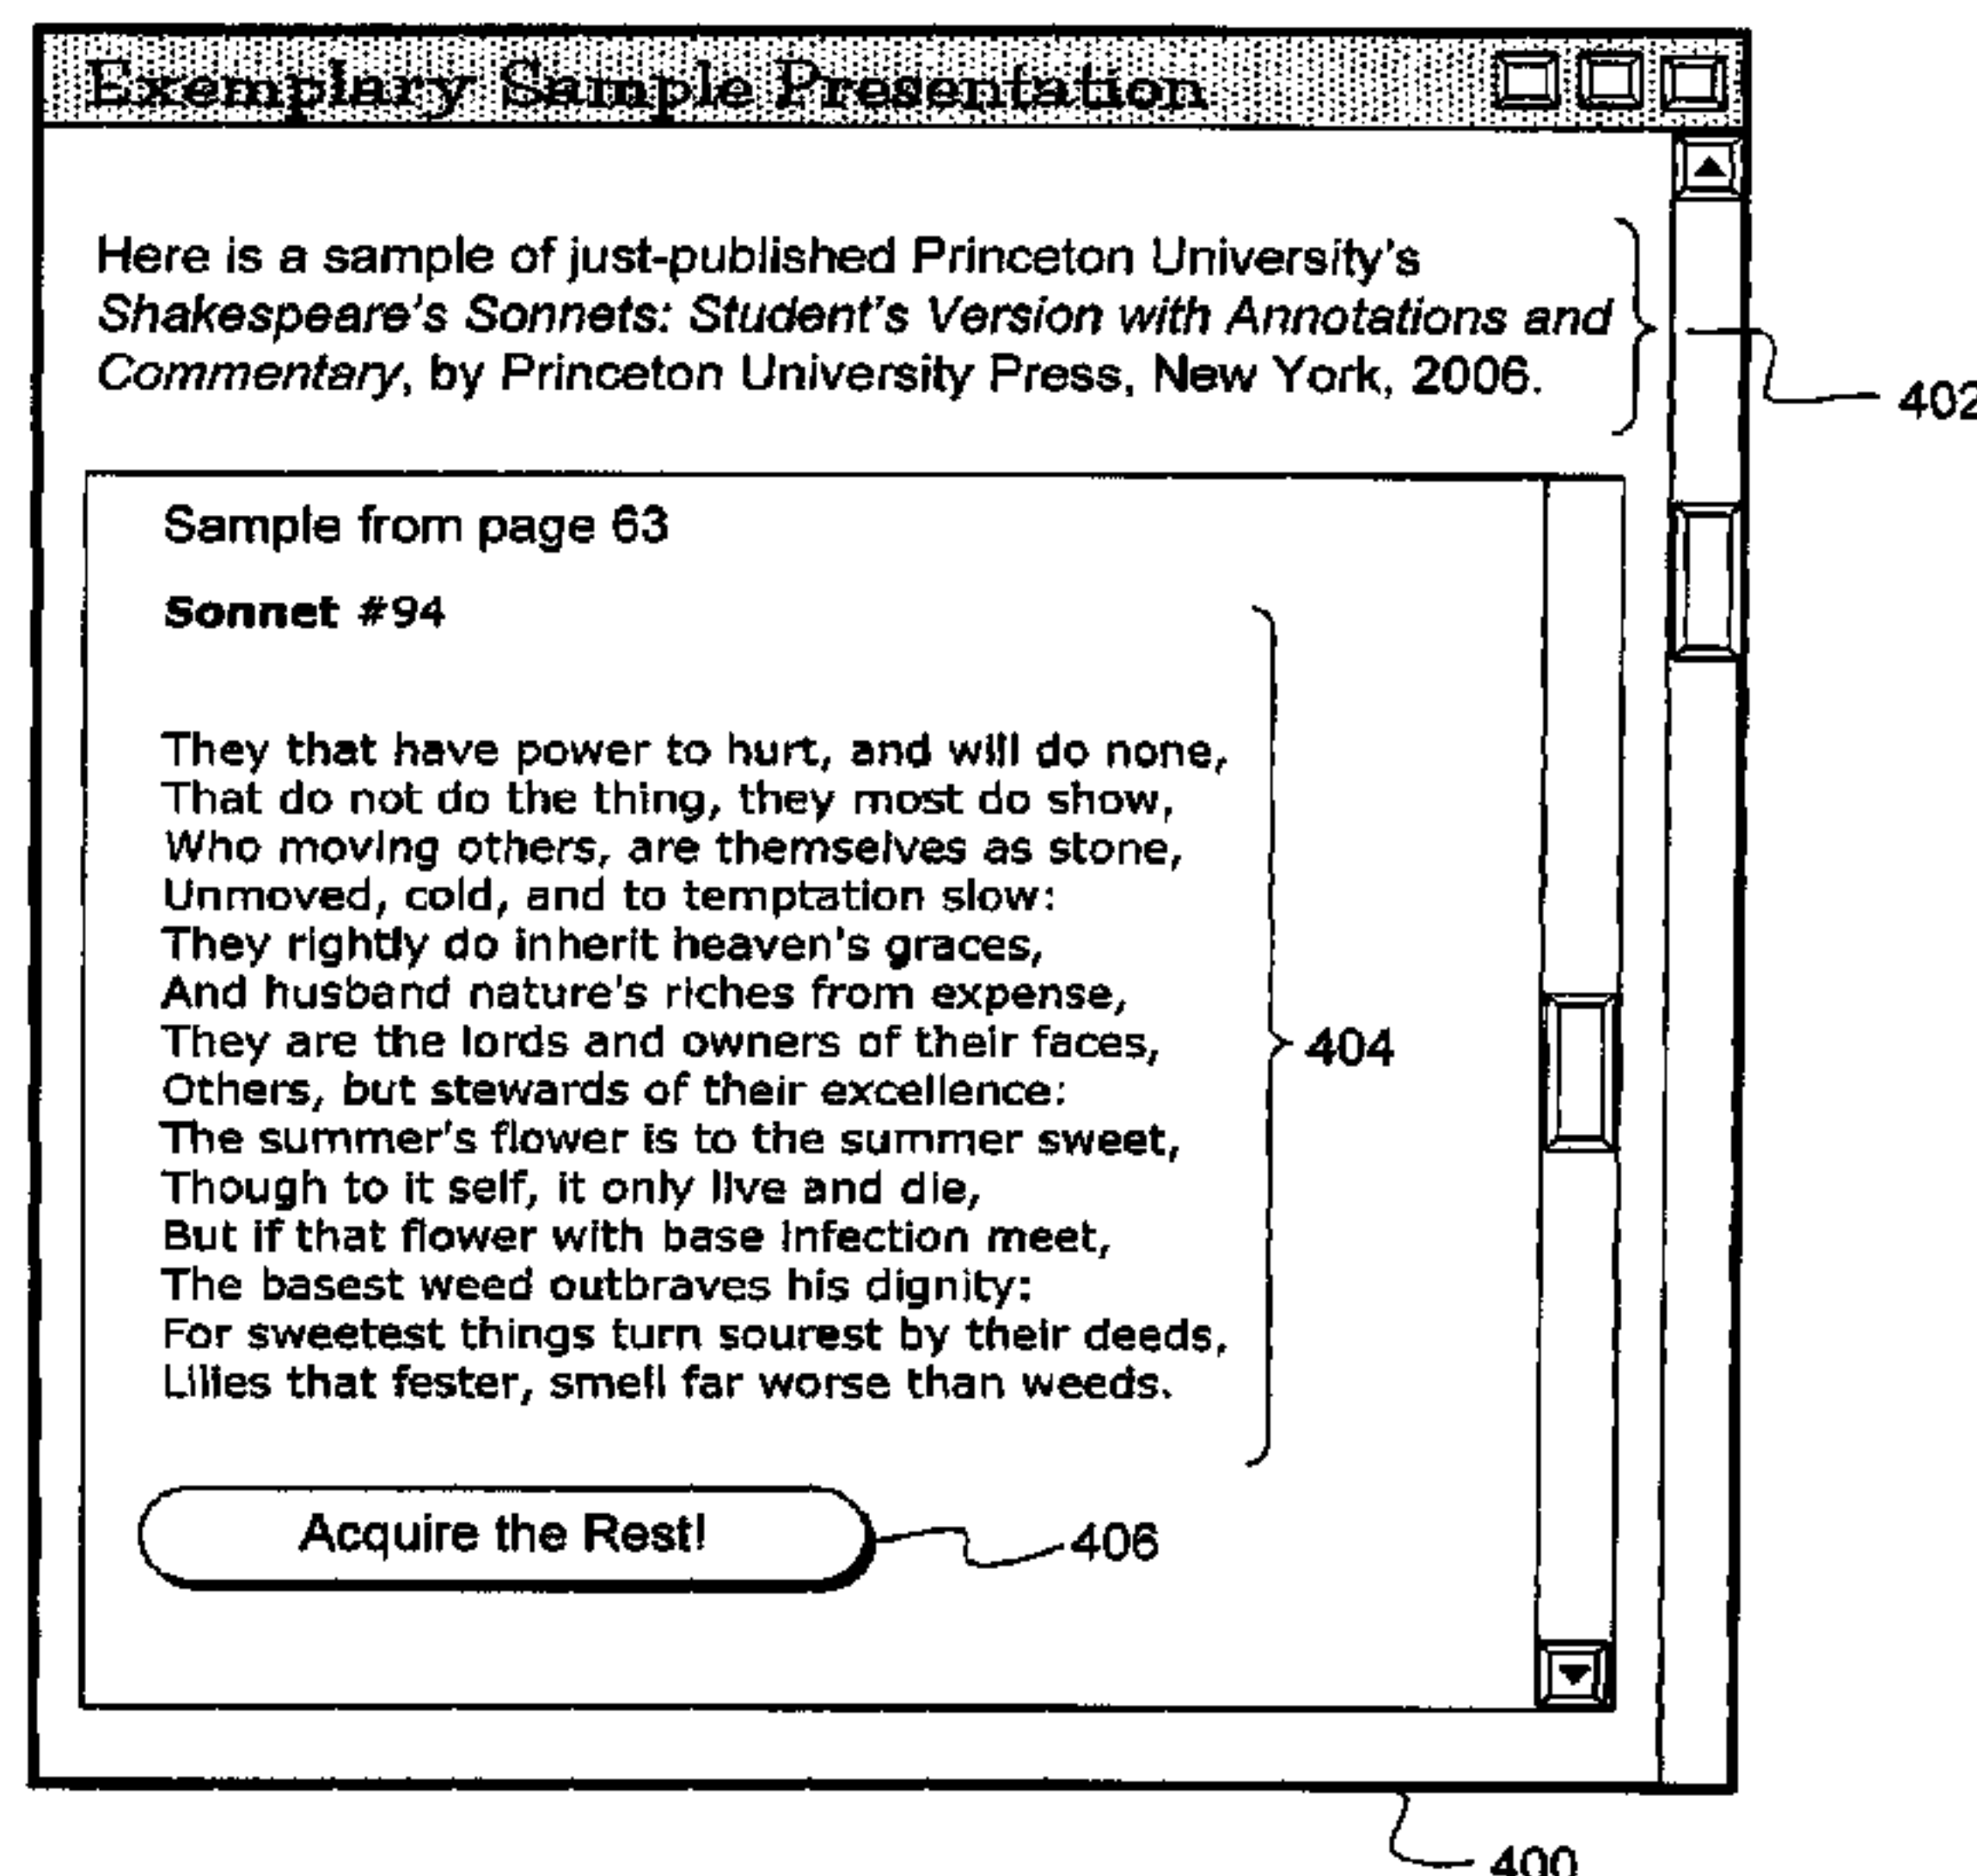 Exemplary Sample Presentation
Here is a sample of just-published Princeton University's
Shakespeare's Sonnets: Student's Version with Annotations and
Commentary, by Princeton University Press, New York, 2006.
402
Sample from page 63
Sonnet #94
They that have power to hurt, and will do none,
That do not do the thing, they most do show,
Who moving others, are themselves as stone,
Unmoved, cold, and to temptation slow:
They rightly do inherit heaven's graces,
And husband nature's riches from expense,
They are the lords and owners of their faces,
404
Others, but stewards of their excellence:
The summer's flower is to the summer sweet,
Though to it self, it only live and die,
But if that flower with base infection meet,
The basest weed outbraves his dignity:
For sweetest things turn sourest by their deeds,
Lilies that fester, smell far worse than weeds.
Acquire the Rest!
406
400